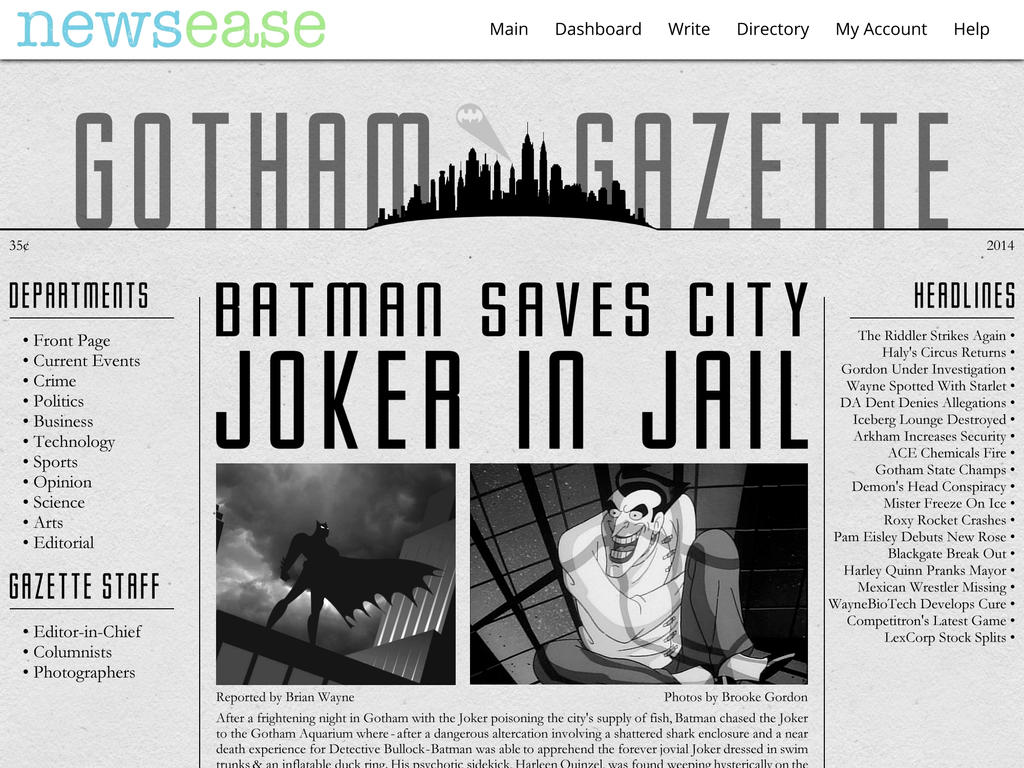 newsease
Main Dashboard Write Directory My Account Help
GOTHAM GAZETTE
35¢
2014
DEPARTMENTS
• Front Page
• Current Events
• Crime
• Politics
• Business
• Technology
• Sports
• Opinion
• Science
• Arts
• Editorial
GAZETTE STAFF
• Editor-in-Chief
• Columnists
• Photographers
BATMAN SAVES CITY
JOKER IN JAIL
Reported by Brian Wayne
Photos by Brooke Gordon
After a frightening night in Gotham with the Joker poisoning the city's supply of fish, Batman chased the Joker
to the Gotham Aquarium where - after a dangerous altercation involving a shattered shark enclosure and a near
death experience for Detective Bullock - Batman was able to apprehend the forever jovial Joker dressed in swim
trunks & an inflatable duck ring. His psychotic sidekick, Harleen Quinzel, was found weeping hysterically on the
HEADLINES
The Riddler Strikes Again •
Haly's Circus Returns •
Gordon Under Investigation •
Wayne Spotted With Starlet •
DA Dent Denies Allegations •
Iceberg Lounge Destroyed •
Arkham Increases Security •
ACE Chemicals Fire •
Gotham State Champs •
Demon's Head Conspiracy •
Mister Freeze On Ice •
Roxy Rocket Crashes •
Pam Eisley Debuts New Rose •
Blackgate Break Out •
Harley Quinn Pranks Mayor •
Mexican Wrestler Missing •
WayneBioTech Develops Cure •
Competitron's Latest Game •
LexCorp Stock Splits •